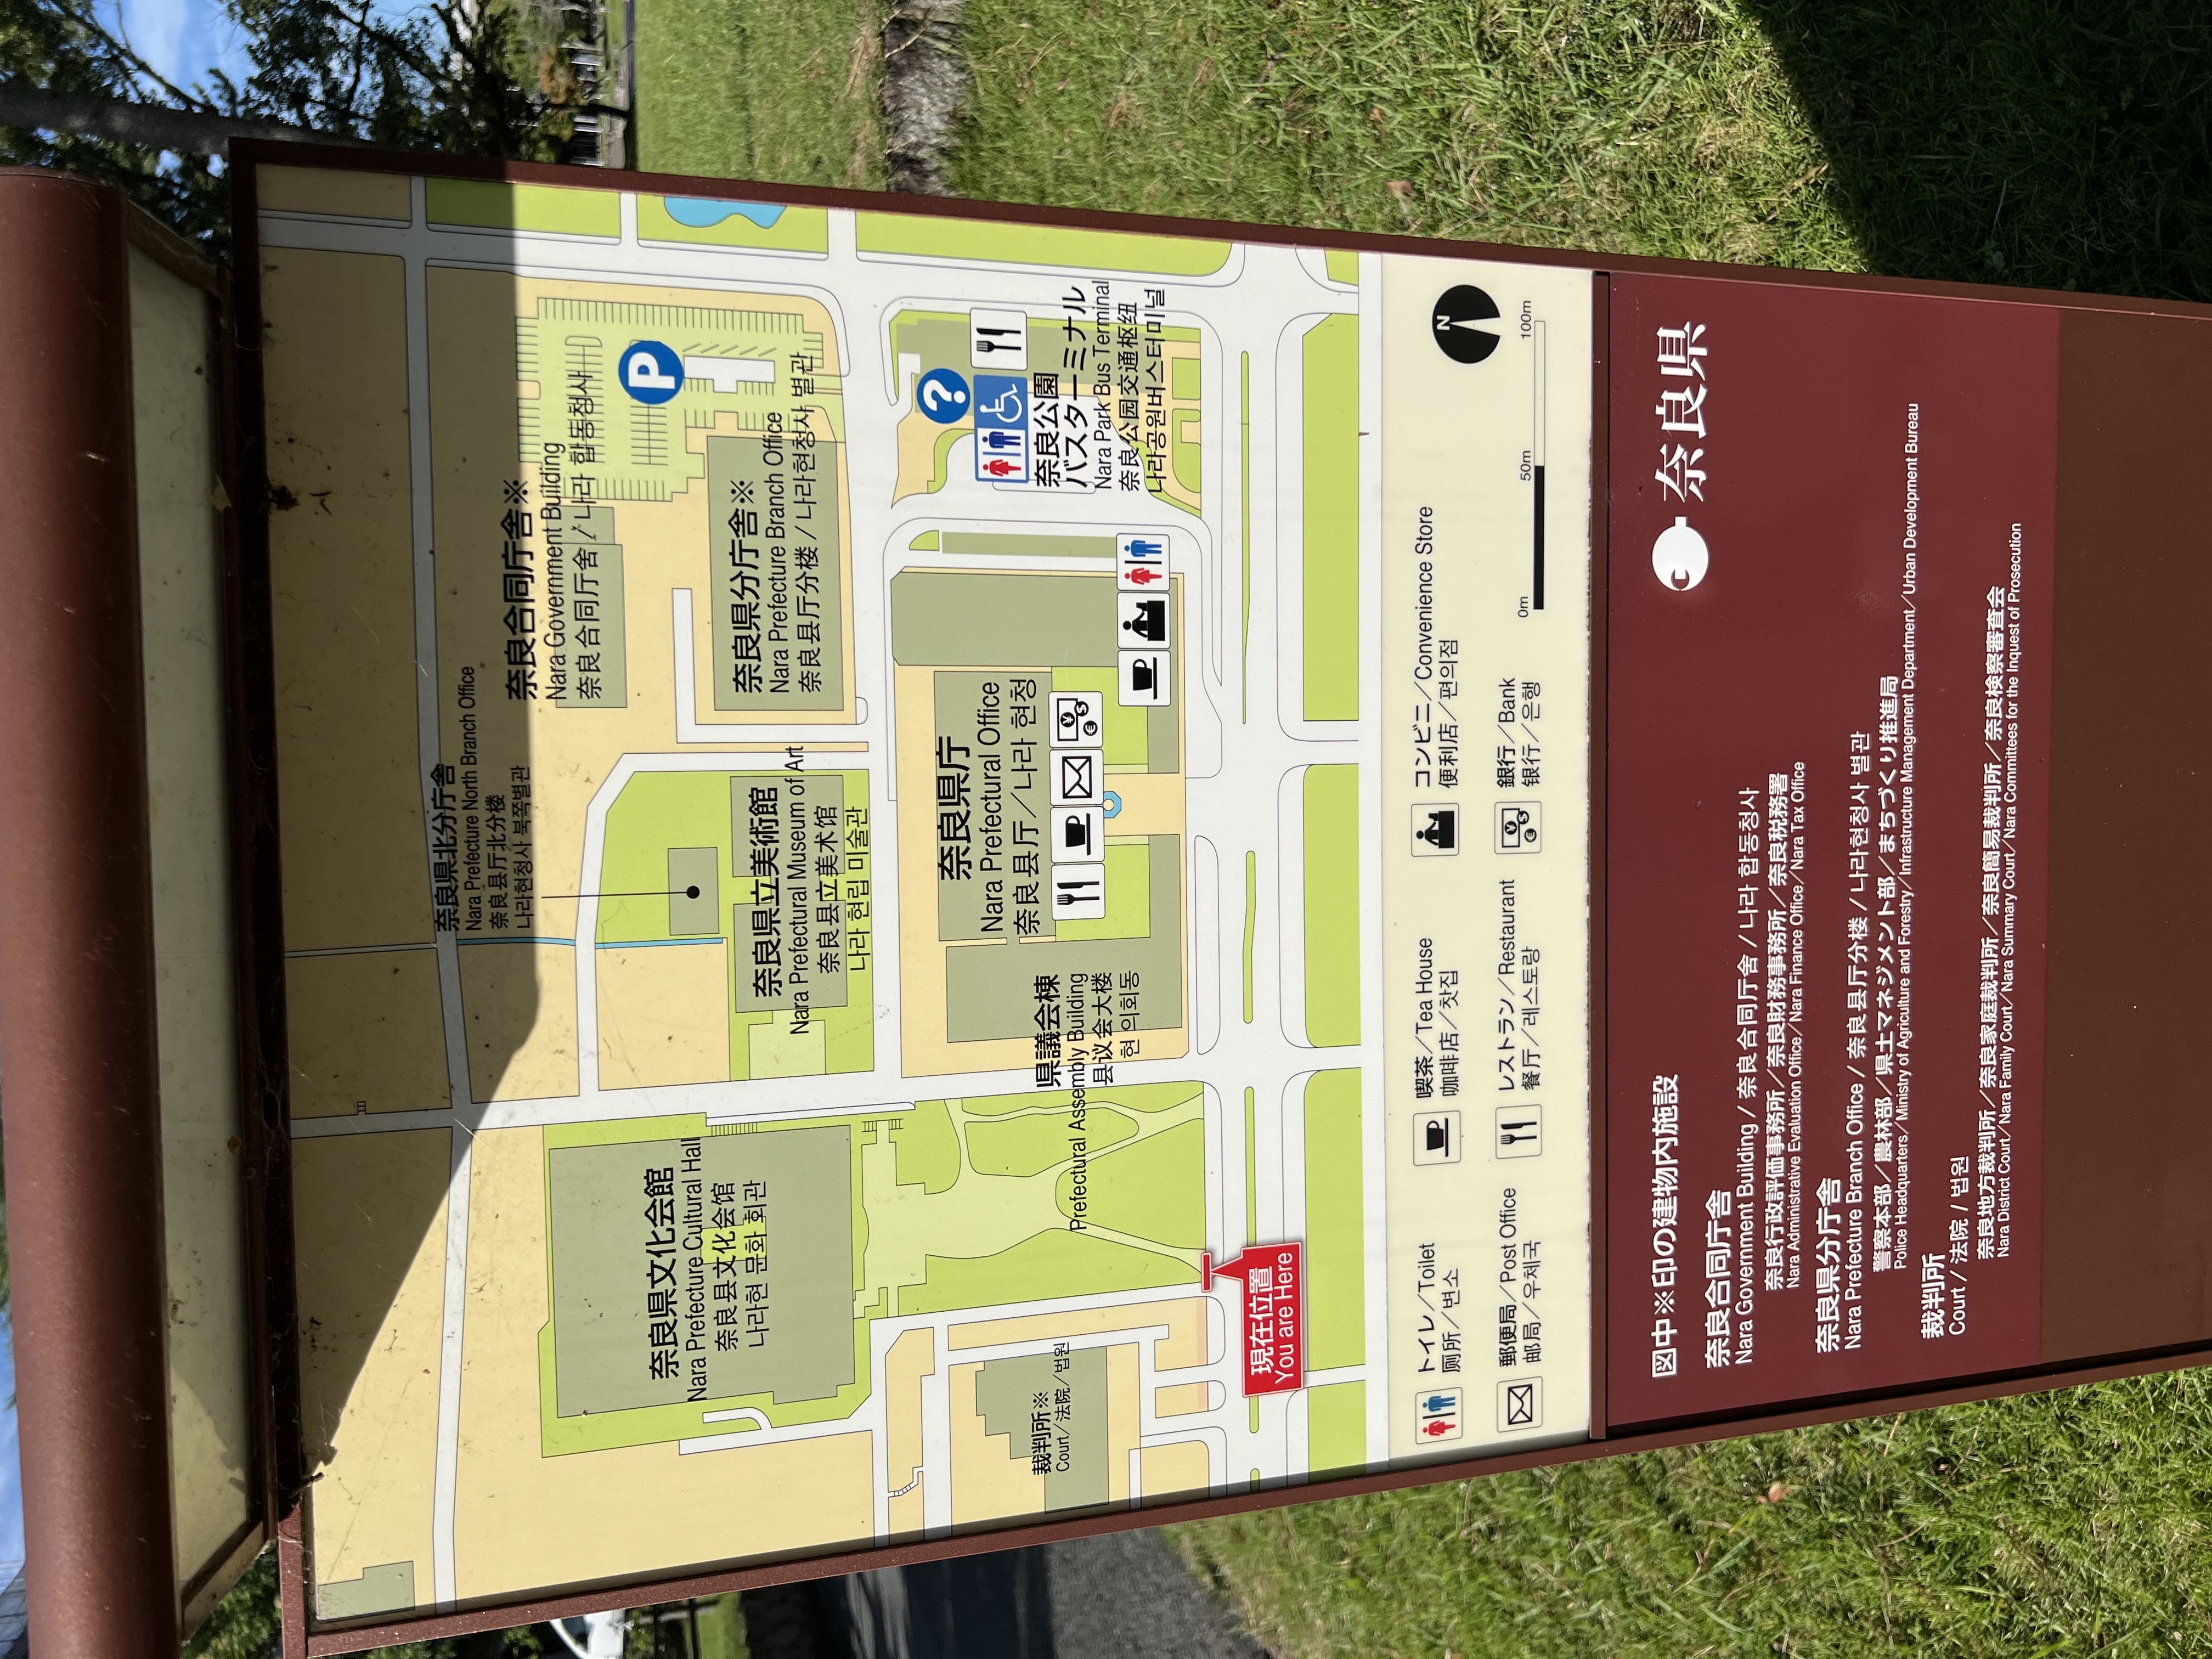 奈良県北分庁舎
Nara Prefecture North Branch Office
奈良县厅北分楼
나라현청사 북쪽별관
奈良合同庁舎※
Nara Government Building
奈良合同厅舍 / 나라 합동청사
P
奈良県文化会館
Nara Prefecture Cultural Hall
奈良县文化会馆
나라현 문화 회관
奈良県立美術館
Nara Prefectural Museum of Art
奈良县立美术馆
나라 현립 미술관
奈良県分庁舎※
Nara Prefecture Branch Office
奈良县厅分楼 / 나라현청사 별관
奈良県庁
Nara Prefectural Office
奈良县厅／나라 현청
?
裁判所※
Court／法院／법원
県議会棟
Prefectural Assembly Building
县议会大楼
현 의회동
奈良公園
バスターミナル
Nara Park Bus Terminal
奈良公园交通枢纽
나라공원버스터미널
現在位置
You are Here
トイレ／Toilet
厕所／변소
喫茶／Tea House
咖啡店／찻집
コンビニ／Convenience Store
便利店／편의점
郵便局／Post Office
邮局／우체국
レストラン／Restaurant
餐厅／레스토랑
銀行／Bank
银行／은행
N
0m 50m 100m
図中※印の建物内施設
奈良県
奈良合同庁舎
Nara Government Building / 奈良合同厅舍 / 나라 합동청사
奈良行政評価事務所／奈良財務事務所／奈良税務署
Nara Administrative Evaluation Office／Nara Finance Office／Nara Tax Office
奈良県分庁舎
Nara Prefecture Branch Office / 奈良县厅分楼 / 나라현청사 별관
警察本部／農林部／県土マネジメント部／まちづくり推進局
Police Headquarters／Ministry of Agriculture and Forestry／Infrastructure Management Department／Urban Development Bureau
裁判所
Court / 法院 / 법원
奈良地方裁判所／奈良家庭裁判所／奈良簡易裁判所／奈良検察審査会
Nara District Court／Nara Family Court／Nara Summary Court／Nara Committees for the Inquest of Prosecution